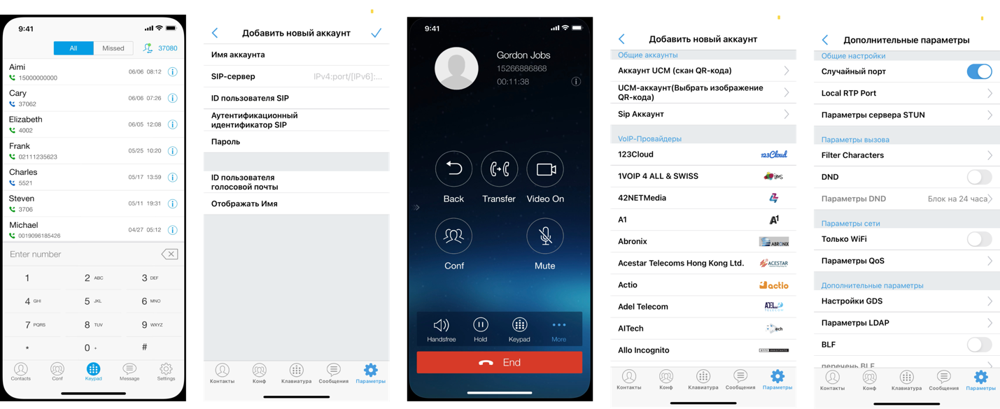 9:41
All
Missed
37080
Aimi
06/06 08:12
15000000000
Cary
06/06 07:26
37062
Elizabeth
06/05 12:08
4002
Frank
05/25 10:20
02111235623
Charles
05/17 13:59
5521
Steven
05/11 19:31
3706
Michael
04/27 05:12
0019096185426
Enter number
1
2 ABC
3 DEF
4 GHI
5 JKL
6 MNO
7 PQRS
8 TUV
9 WXYZ
*
0 +
#
Contacts
Conf
Keypad
Message
Settings
Добавить новый аккаунт
Имя аккаунта
SIP-сервер
IPv4:port/[IPv6]:...
ID пользователя SIP
Аутентификационный
идентификатор SIP
Пароль
ID пользователя
голосовой почты
Отображать Имя
Контакты
Конф
Клавиатура
Сообщения
Параметры
9:41
Gordon Jobs
15266886868
00:11:38
Back
Transfer
Video On
Conf
Mute
Handsfree
Hold
Keypad
More
End
Добавить новый аккаунт
Общие аккаунты
Аккаунт UCM (скан QR-кода)
UCM-аккаунт(Выбрать изображение
QR-кода)
Sip Аккаунт
VoIP-Провайдеры
123Cloud
123Cloud
1VOIP 4 ALL & SWISS
ims
42NETMedia
A1
A1
Abronix
ABRONIX
Acestar Telecoms Hong Kong Ltd.
ACESTAR
Actio
actio
Adel Telecom
ADEL
TELECOM
AITech
Allo Incognito
Контакты
Конф
Клавиатура
Сообщения
Параметры
Дополнительные параметры
Общие настройки
Случайный порт
Local RTP Port
Параметры сервера STUN
Параметры вызова
Filter Characters
DND
Параметры DND
Блок на 24 часа
Параметры сети
Только WiFi
Параметры QoS
Дополнительные параметры
Настройки GDS
Параметры LDAP
BLF
перечень BLF
Контакты
Конф
Клавиатура
Сообщения
Параметры